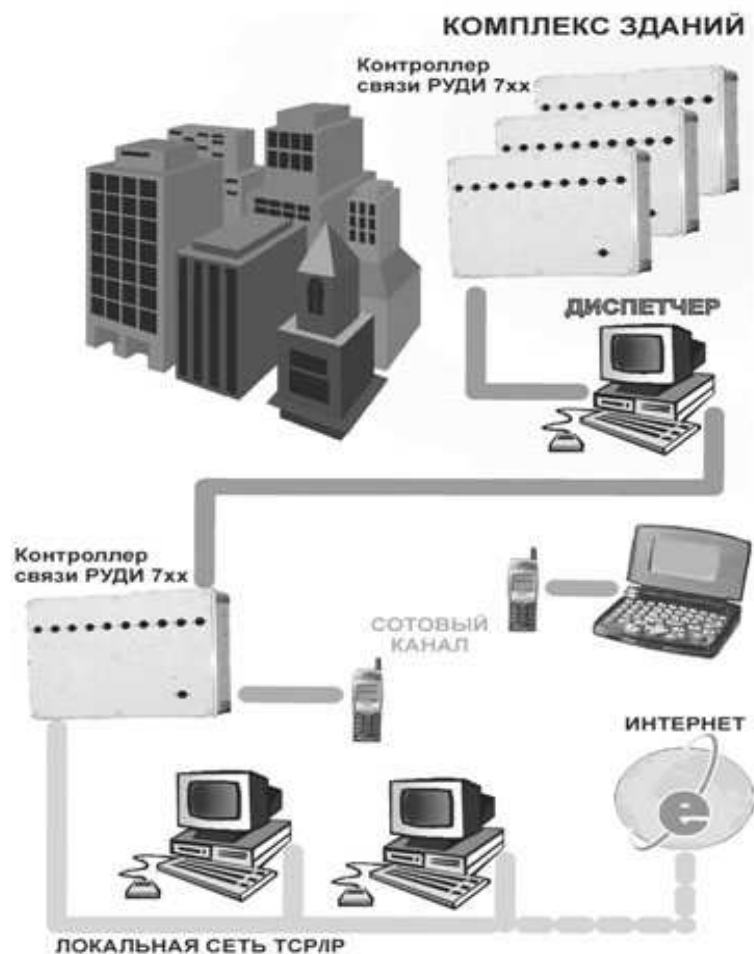 КОМПЛЕКС ЗДАНИЙ
Контроллер
связи РУДИ 7хх
ДИСПЕТЧЕР
Контроллер
связи РУДИ 7хх
СОТОВЫЙ
КАНАЛ
ИНТЕРНЕТ
e
ЛОКАЛЬНАЯ СЕТЬ TCP/IP